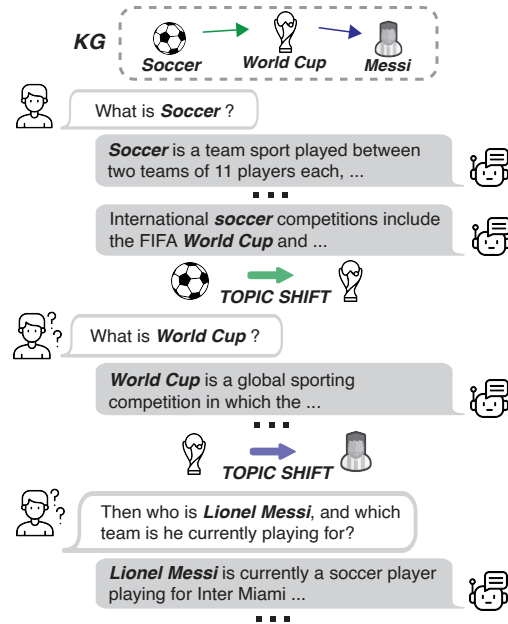 KG
Soccer World Cup Messi
What is Soccer ?
Soccer is a team sport played between
two teams of 11 players each, ...
...
International soccer competitions include
the FIFA World Cup and ...
TOPIC SHIFT
? ?
What is World Cup ?
World Cup is a global sporting
competition in which the ...
...
TOPIC SHIFT
? ?
Then who is Lionel Messi, and which
team is he currently playing for?
Lionel Messi is currently a soccer player
playing for Inter Miami ...
...